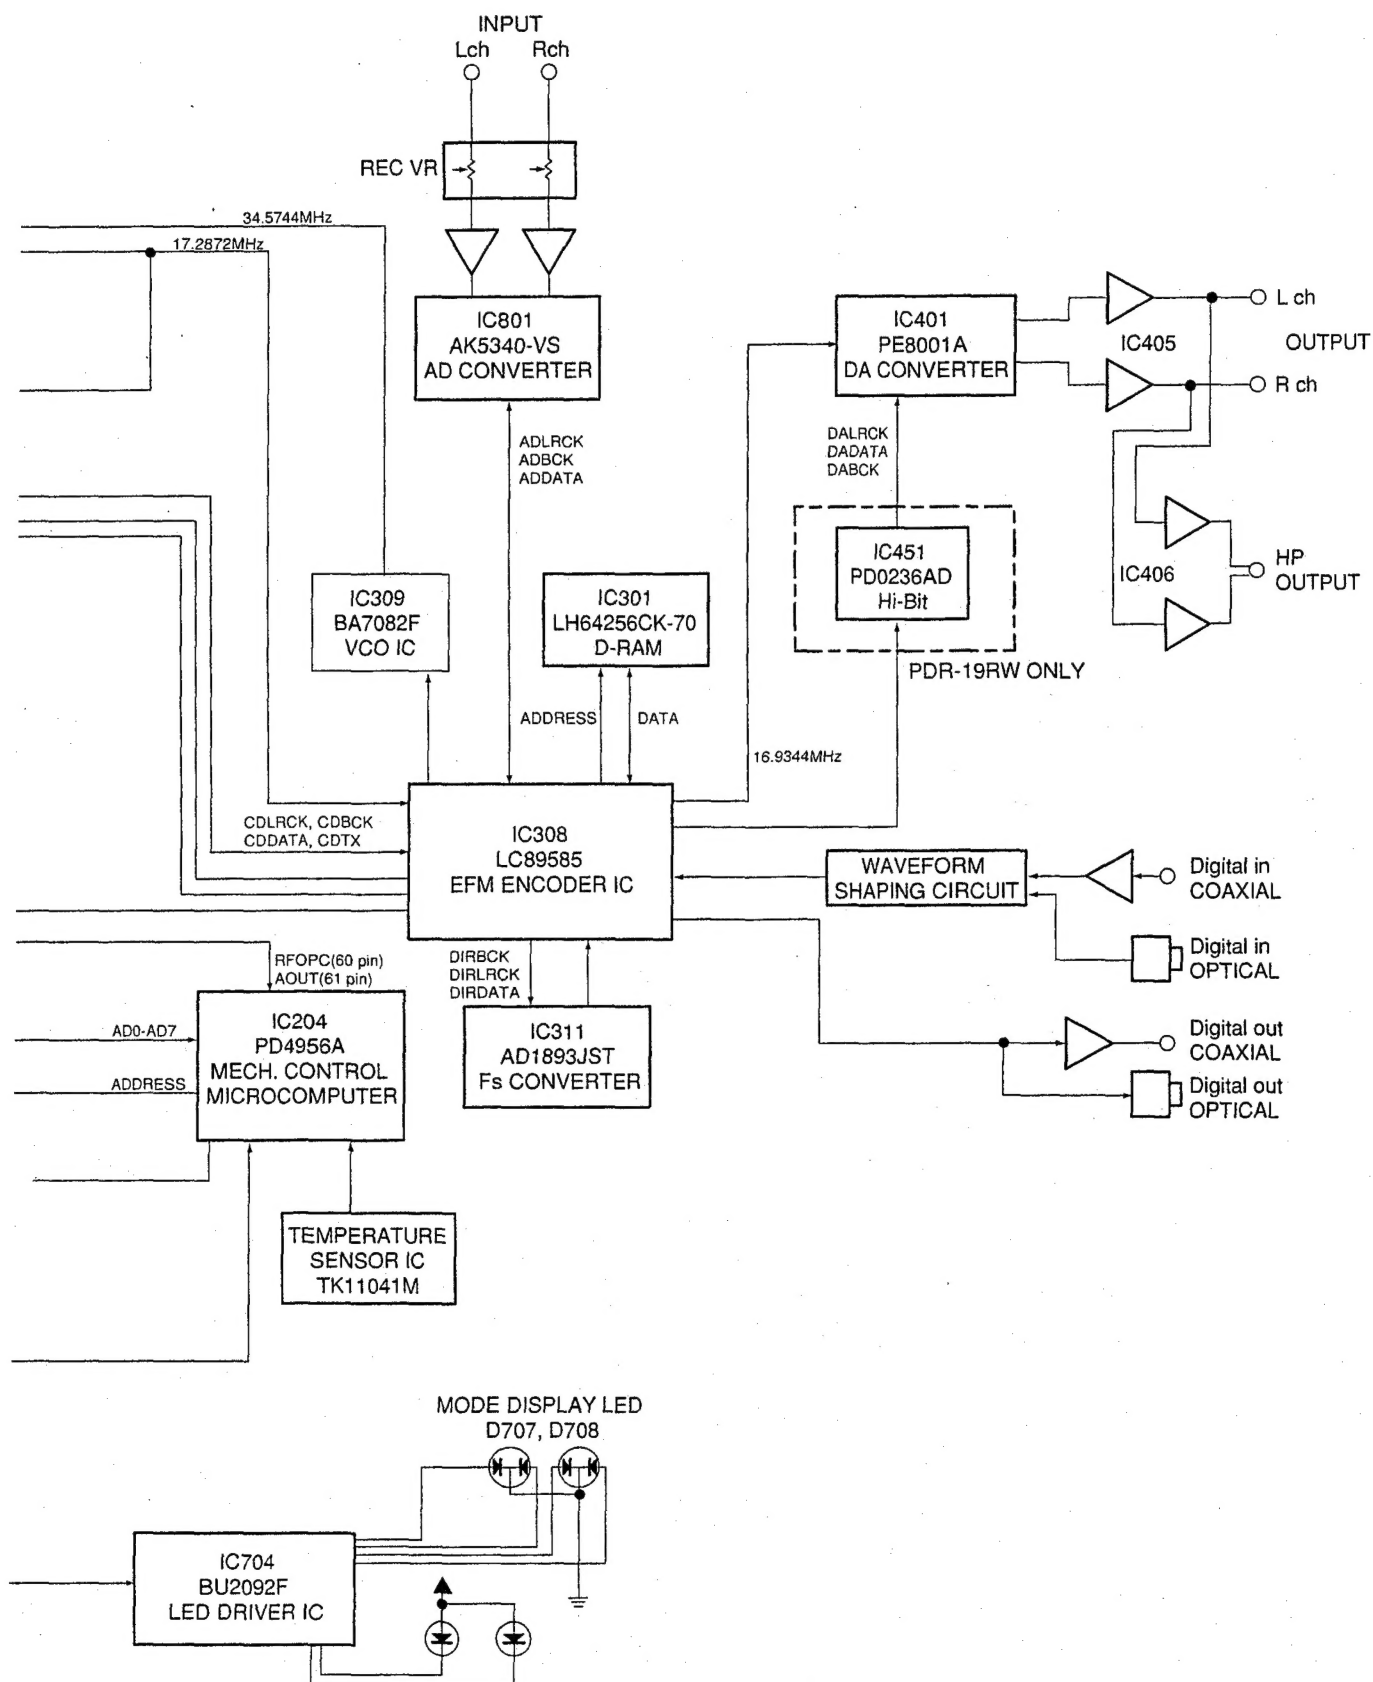 INPUT
Lch Rch
REC VR
34.5744MHz
17.2872MHz
IC801
AK5340-VS
AD CONVERTER
IC401
PE8001A
DA CONVERTER
L ch
IC405
OUTPUT
R ch
ADLRCK
ADBCK
ADDATA
DALRCK
DADATA
DABCK
IC451
PD0236AD
Hi-Bit
PDR-19RW ONLY
IC406
HP
OUTPUT
IC309
BA7082F
VCO IC
IC301
LH64256CK-70
D-RAM
ADDRESS
DATA
16.9344MHz
CDLRCK, CDBCK
CDDATA, CDTX
IC308
LC89585
EFM ENCODER IC
WAVEFORM
SHAPING CIRCUIT
Digital in
COAXIAL
Digital in
OPTICAL
RFOPC(60 pin)
AOUT(61 pin)
DIRBCK
DIRLRCK
DIRDATA
AD0-AD7
ADDRESS
IC204
PD4956A
MECH. CONTROL
MICROCOMPUTER
IC311
AD1893JST
Fs CONVERTER
Digital out
COAXIAL
Digital out
OPTICAL
TEMPERATURE
SENSOR IC
TK11041M
MODE DISPLAY LED
D707, D708
IC704
BU2092F
LED DRIVER IC